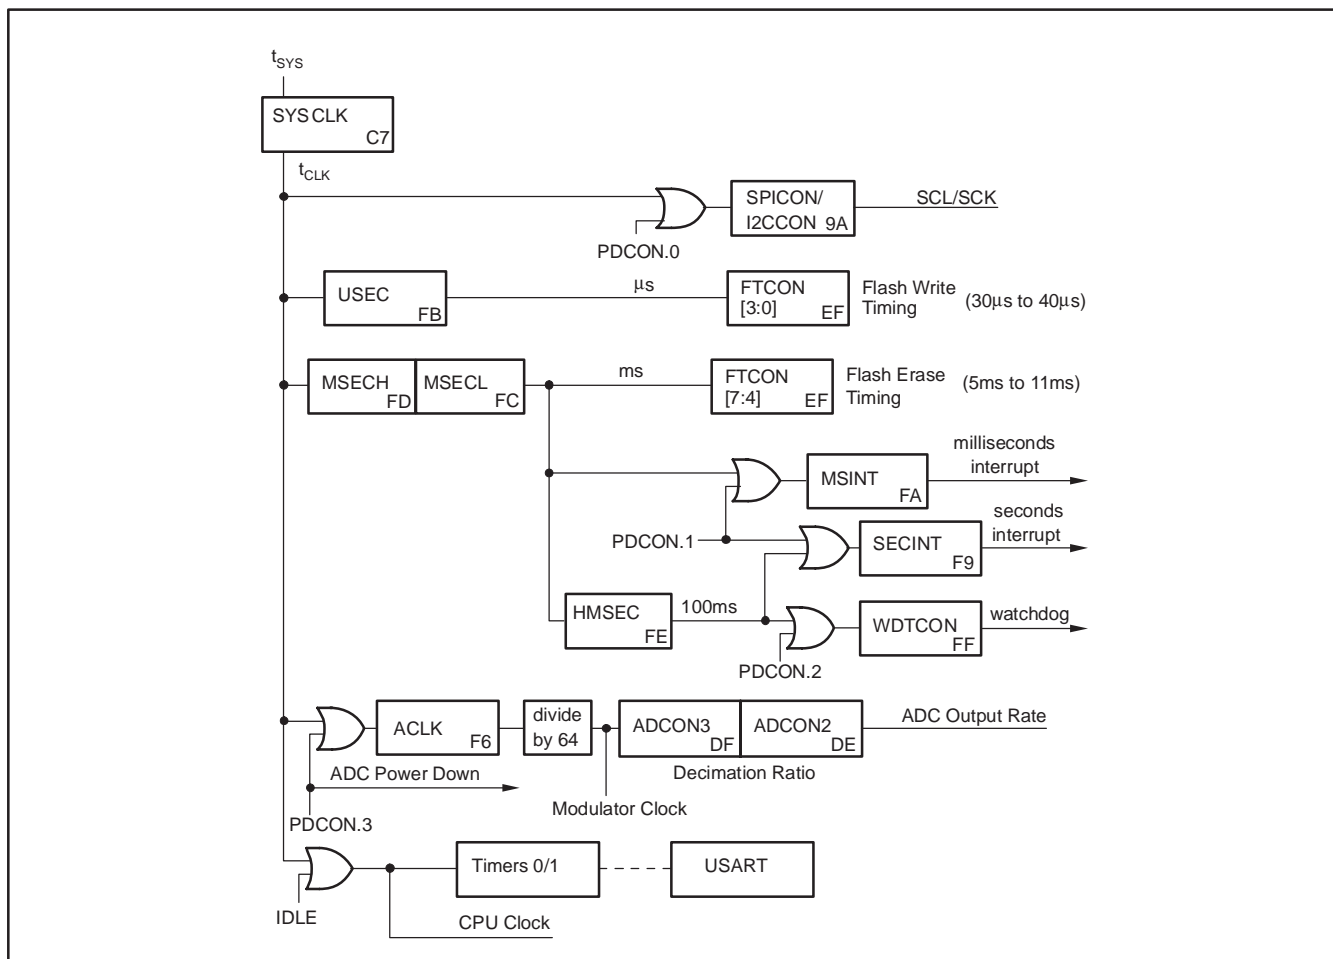 tSYS
SYS CLK
C7
tCLK
SPICON/
I2CCON 9A
SCL/SCK
PDCON.0
USEC
FB
μs
FTCON
[3:0] EF
Flash Write
Timing
(30μs to 40μs)
MSECH
FD
MSECL
FC
ms
FTCON
[7:4] EF
Flash Erase
Timing
(5ms to 11ms)
MSINT
FA
milliseconds
interrupt
PDCON.1
SECINT
F9
seconds
interrupt
HMSEC
FE
100ms
WDTCON
FF
watchdog
PDCON.2
ACLK
F6
divide
by 64
ADCON3
DF
ADCON2
DE
ADC Output Rate
Decimation Ratio
ADC Power Down
Modulator Clock
PDCON.3
Timers 0/1
USART
IDLE
CPU Clock